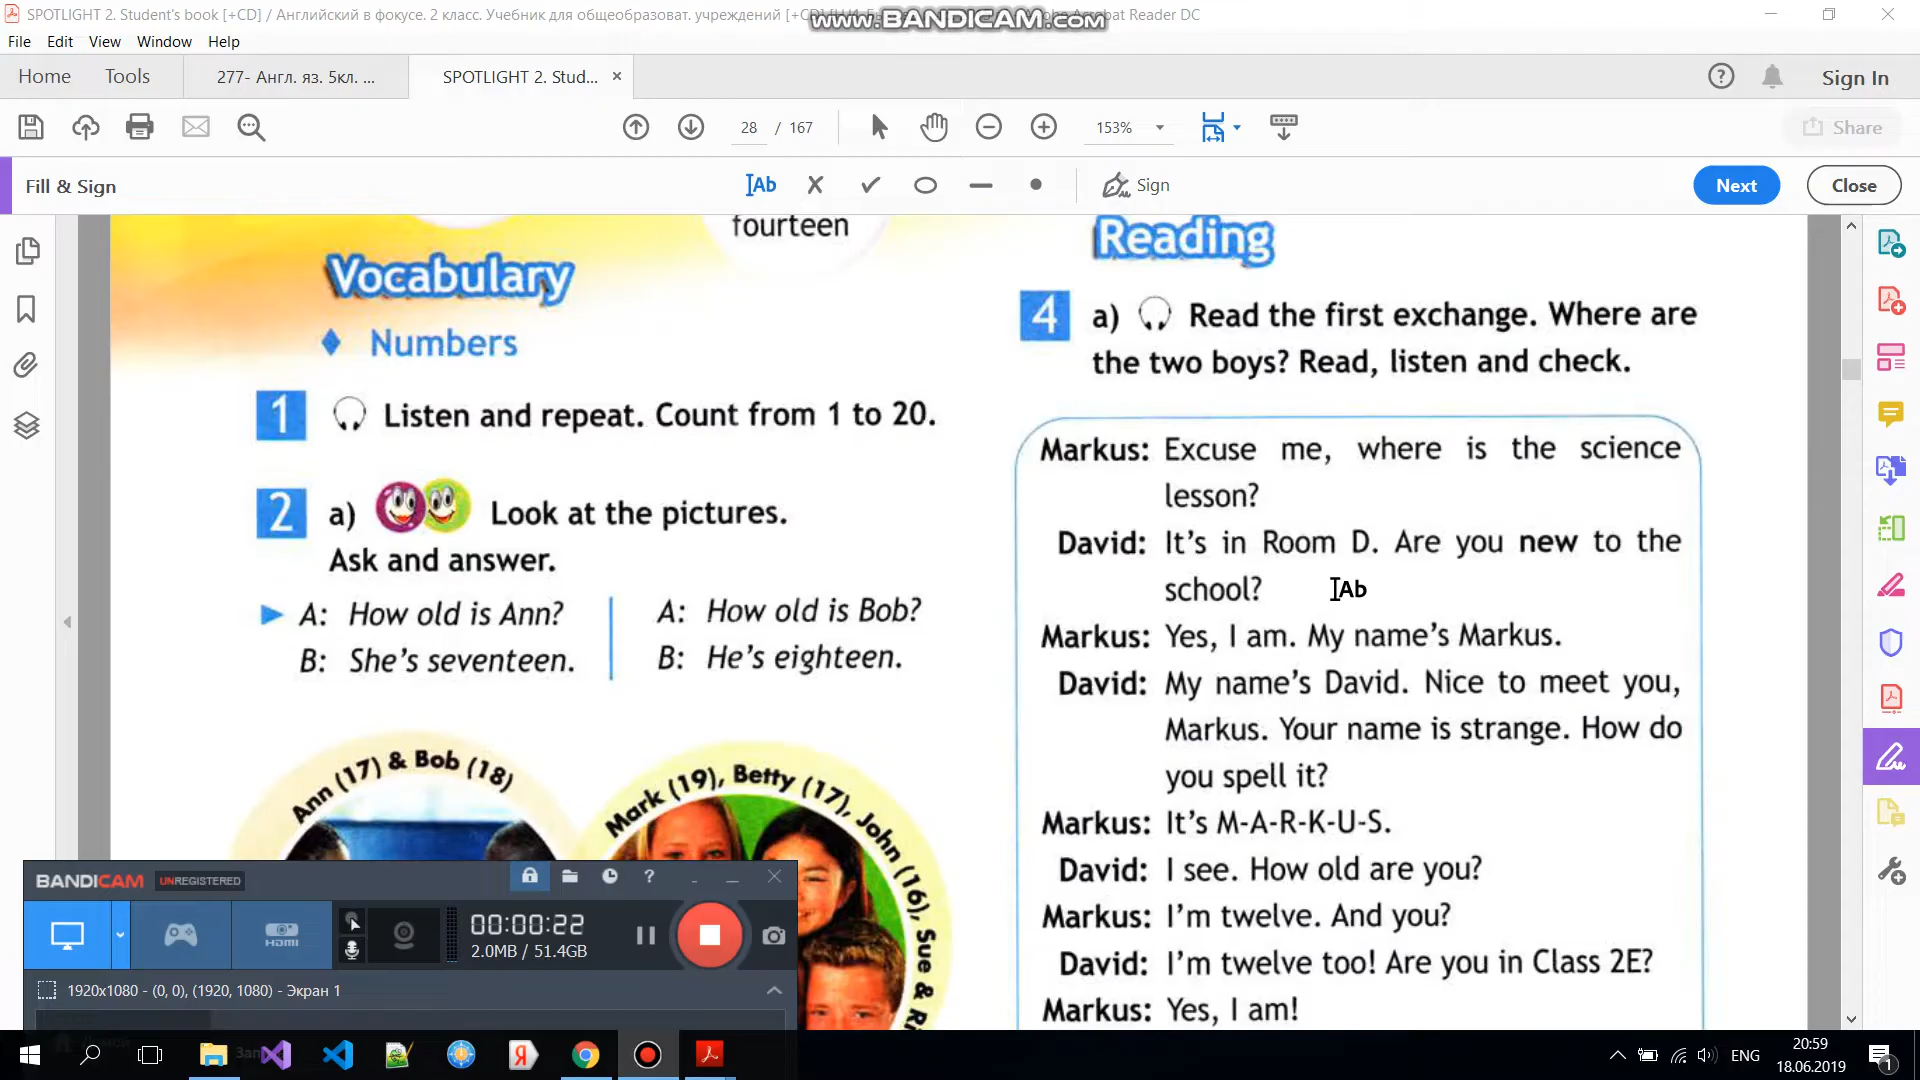 SPOTLIGHT 2. Student's book [+CD] / Английский в фокусе. 2 класс. Учебник для общеобразоват. учреждений [+CD]
obat Reader DC
www.BANDICAM.com
File Edit View Window Help
Home Tools 277- Англ. яз. 5кл. ... SPOTLIGHT 2. Stud... ×
Sign In
28 / 167 153% Share
Fill & Sign IAb Sign Next Close
fourteen
Vocabulary
Numbers
1 Listen and repeat. Count from 1 to 20.
2 a) Look at the pictures.
Ask and answer.
A: How old is Ann?
B: She's seventeen.
A: How old is Bob?
B: He's eighteen.
Ann (17) & Bob (18)
Mark (19), Betty (17), John (16), Sue & R
Reading
4 a) Read the first exchange. Where are
the two boys? Read, listen and check.
Markus: Excuse me, where is the science
lesson?
David: It's in Room D. Are you new to the
school?
IAb
Markus: Yes, I am. My name's Markus.
David: My name's David. Nice to meet you,
Markus. Your name is strange. How do
you spell it?
Markus: It's M-A-R-K-U-S.
David: I see. How old are you?
Markus: I'm twelve. And you?
David: I'm twelve too! Are you in Class 2E?
Markus: Yes, I am!
BANDICAM UNREGISTERED
HDMI
00:00:22
2.0MB / 51.4GB
1920x1080 - (0, 0), (1920, 1080) - Экран 1
ENG
20:59
18.06.2019
1